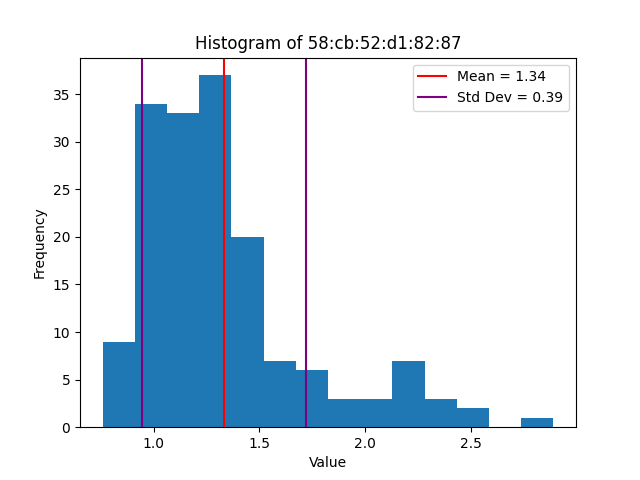 Histogram of 58:cb:52:d1:82:87
Mean = 1.34
Std Dev = 0.39
Frequency
35
30
25
20
15
10
5
0
1.0 1.5 2.0 2.5
Value